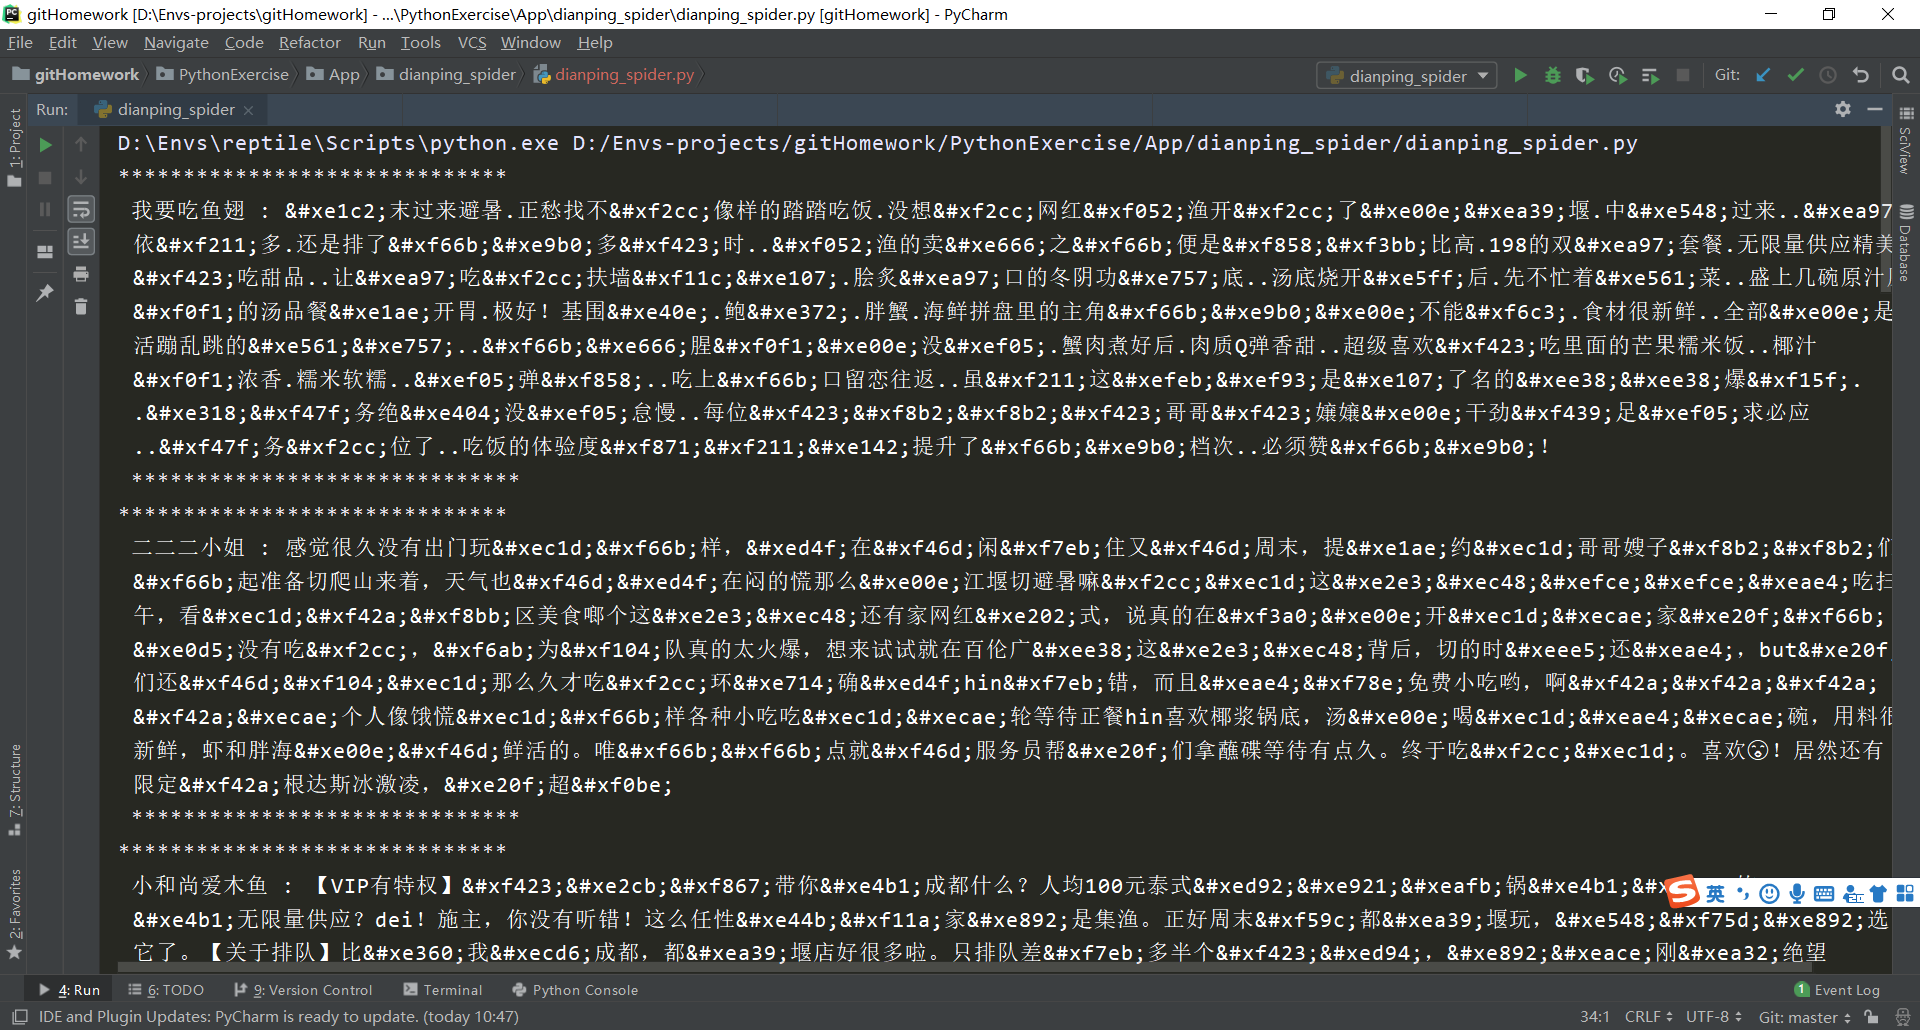 gitHomework [D:\Envs-projects\gitHomework] - ...\PythonExercise\App\dianping_spider\dianping_spider.py [gitHomework] - PyCharm
File Edit View Navigate Code Refactor Run Tools VCS Window Help
gitHomework PythonExercise App dianping_spider dianping_spider.py dianping_spider Git:
Run: dianping_spider
1: Project
SciView
Database
7: Structure
2: Favorites
D:\Envs\reptile\Scripts\python.exe D:/Envs-projects/gitHomework/PythonExercise/App/dianping_spider/dianping_spider.py
******************************
我要吃鱼翅 : &#xe1c2;末过来避暑.正愁找不&#xf2cc;像样的踏踏吃饭.没想&#xf2cc;网红&#xf052;渔开&#xf2cc;了&#xe00e;&#xea39;堰.中&#xe548;过来..&#xea97
依&#xf211;多.还是排了&#xf66b;&#xe9b0;多&#xf423;时..&#xf052;渔的卖&#xe666;之&#xf66b;便是&#xf858;&#xf3bb;比高.198的双&#xea97;套餐.无限量供应精美
&#xf423;吃甜品..让&#xea97;吃&#xf2cc;扶墙&#xf11c;&#xe107;.脍炙&#xea97;口的冬阴功&#xe757;底..汤底烧开&#xe5ff;后.先不忙着&#xe561;菜..盛上几碗原汁
&#xf0f1;的汤品餐&#xe1ae;开胃.极好！基围&#xe40e;.鲍&#xe372;.胖蟹.海鲜拼盘里的主角&#xf66b;&#xe9b0;&#xe00e;不能&#xf6c3;.食材很新鲜..全部&#xe00e;是
活蹦乱跳的&#xe561;&#xe757;..&#xf66b;&#xe666;腥&#xf0f1;&#xe00e;没&#xef05;.蟹肉煮好后.肉质Q弹香甜..超级喜欢&#xf423;吃里面的芒果糯米饭..椰汁
&#xf0f1;浓香.糯米软糯..&#xef05;弹&#xf858;..吃上&#xf66b;口留恋往返..虽&#xf211;这&#xefeb;&#xef93;是&#xe107;了名的&#xee38;&#xee38;爆&#xf15f;.
.&#xe318;&#xf47f;务绝&#xe404;没&#xef05;怠慢..每位&#xf423;&#xf8b2;&#xf8b2;&#xf423;哥哥&#xf423;嬢嬢&#xe00e;干劲&#xf439;足&#xef05;求必应
..&#xf47f;务&#xf2cc;位了..吃饭的体验度&#xf871;&#xf211;&#xe142;提升了&#xf66b;&#xe9b0;档次..必须赞&#xf66b;&#xe9b0;！
******************************
******************************
二二二小姐 : 感觉很久没有出门玩&#xec1d;&#xf66b;样，&#xed4f;在&#xf46d;闲&#xf7eb;住又&#xf46d;周末，提&#xe1ae;约&#xec1d;哥哥嫂子&#xf8b2;&#xf8b2;们
&#xf66b;起准备切爬山来着，天气也&#xf46d;&#xed4f;在闷的慌那么&#xe00e;江堰切避暑嘛&#xf2cc;&#xec1d;这&#xe2e3;&#xec48;&#xefce;&#xefce;&#xeae4;吃扫
午，看&#xec1d;&#xf42a;&#xf8bb;区美食啷个这&#xe2e3;&#xec48;还有家网红&#xe202;式，说真的在&#xf3a0;&#xe00e;开&#xec1d;&#xecae;家&#xe20f;&#xf66b;
&#xe0d5;没有吃&#xf2cc;，&#xf6ab;为&#xf104;队真的太火爆，想来试试就在百伦广&#xee38;这&#xe2e3;&#xec48;背后，切的时&#xeee5;还&#xeae4;，but&#xe20f
们还&#xf46d;&#xf104;&#xec1d;那么久才吃&#xf2cc;环&#xe714;确&#xed4f;hin&#xf7eb;错，而且&#xeae4;&#xf78e;免费小吃哟，啊&#xf42a;&#xf42a;&#xf42a;
&#xf42a;&#xecae;个人像饿慌&#xec1d;&#xf66b;样各种小吃吃&#xec1d;&#xecae;轮等待正餐hin喜欢椰浆锅底，汤&#xe00e;喝&#xec1d;&#xeae4;&#xecae;碗，用料很
新鲜，虾和胖海&#xe00e;&#xf46d;鲜活的。唯&#xf66b;&#xf66b;点就&#xf46d;服务员帮&#xe20f;们拿蘸碟等待有点久。终于吃&#xf2cc;&#xec1d;。喜欢😮！居然还有
限定&#xf42a;根达斯冰激凌，&#xe20f;超&#xf0be;
******************************
******************************
小和尚爱木鱼 : 【VIP有特权】&#xf423;&#xe2cb;&#xf867;带你&#xe4b1;成都什么？人均100元泰式&#xed92;&#xe921;&#xeafb;锅&#xe4b1;&#x
&#xe4b1;无限量供应？dei！施主，你没有听错！这么任性&#xe44b;&#xf11a;家&#xe892;是集渔。正好周末&#xf59c;都&#xea39;堰玩，&#xe548;&#xf75d;&#xe892;选
它了。【关于排队】比&#xe360;我&#xecd6;成都，都&#xea39;堰店好很多啦。只排队差&#xf7eb;多半个&#xf423;&#xed94;，&#xe892;&#xeace;刚&#xea32;绝望
英
4: Run 6: TODO 9: Version Control Terminal Python Console 1 Event Log
IDE and Plugin Updates: PyCharm is ready to update. (today 10:47) 34:1 CRLF UTF-8 Git: master